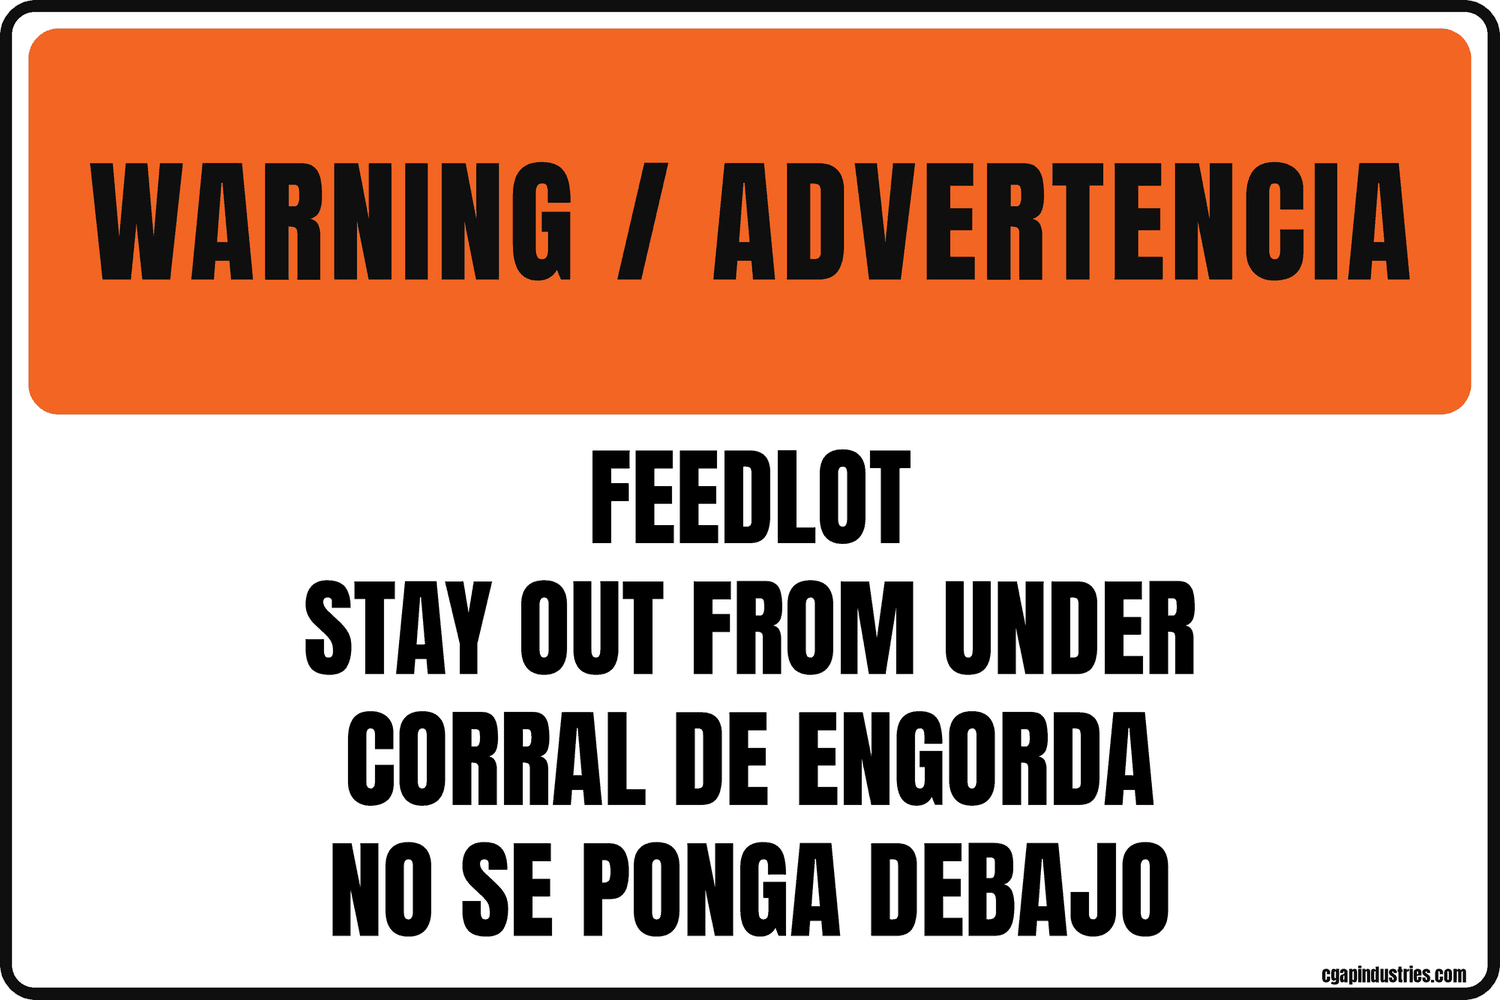 WARNING / ADVERTENCIA
FEEDLOT
STAY OUT FROM UNDER
CORRAL DE ENGORDA
NO SE PONGA DEBAJO
cgapindustries.com